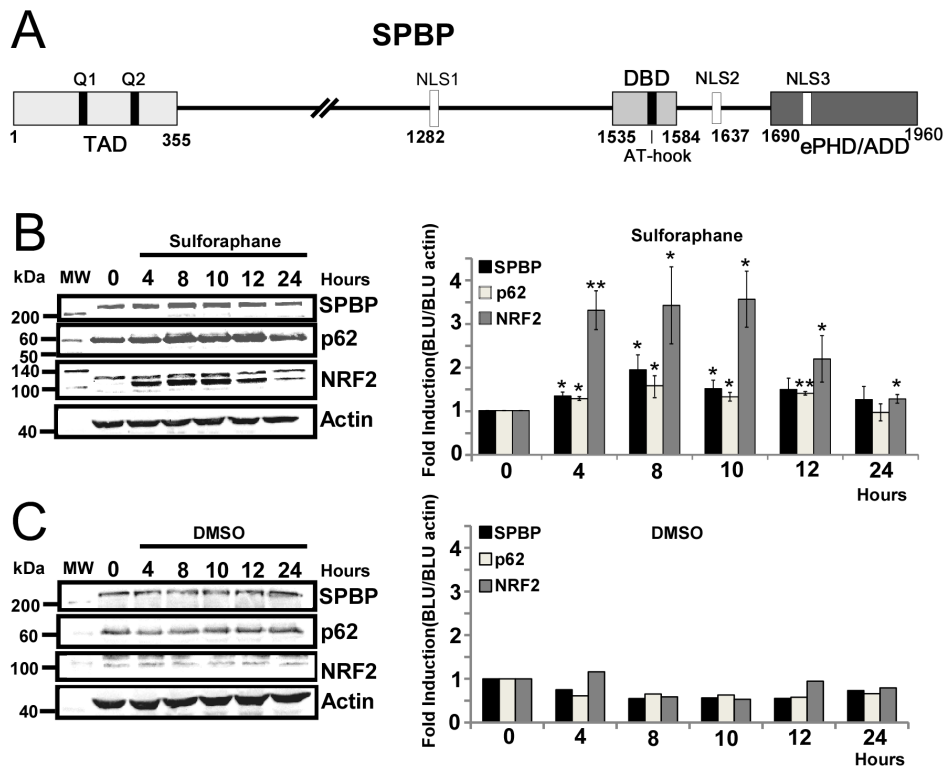 A
SPBP
Q1 Q2 NLS1 DBD NLS2 NLS3
1 TAD 355 1282 1535 1584 1637 1690 1960
AT-hook ePHD/ADD
B
Sulforaphane
kDa MW 0 4 8 10 12 24 Hours
200 SPBP
60 p62
50
140
100 NRF2
40 Actin
Sulforaphane
Fold Induction(BLU/BLU actin)
4
3
2
1
0
SPBP
p62
NRF2
* * ** * * * * * * ** * *
0 4 8 10 12 24
Hours
C
DMSO
kDa MW 0 4 8 10 12 24 Hours
200 SPBP
60 p62
100 NRF2
40 Actin
DMSO
Fold Induction(BLU/BLU actin)
4
3
2
1
0
SPBP
p62
NRF2
0 4 8 10 12 24
Hours